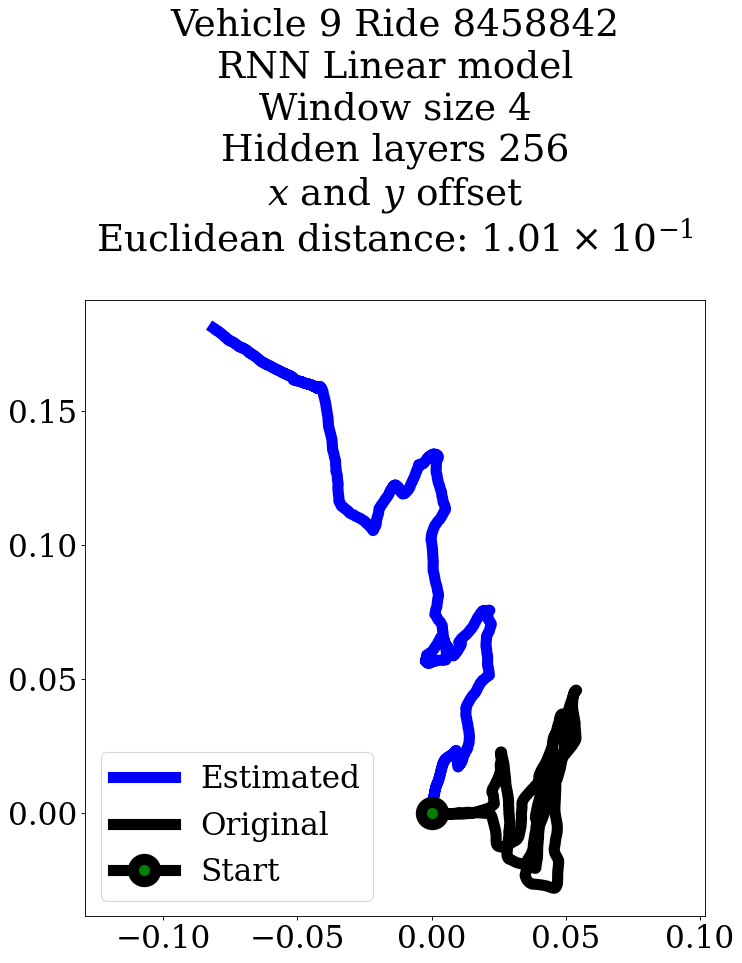 Vehicle 9 Ride 8458842
RNN Linear model
Window size 4
Hidden layers 256
x and y offset
Euclidean distance: 1.01 × 10⁻¹
0.15
0.10
0.05
0.00
Estimated
Original
Start
−0.10 −0.05 0.00 0.05 0.10